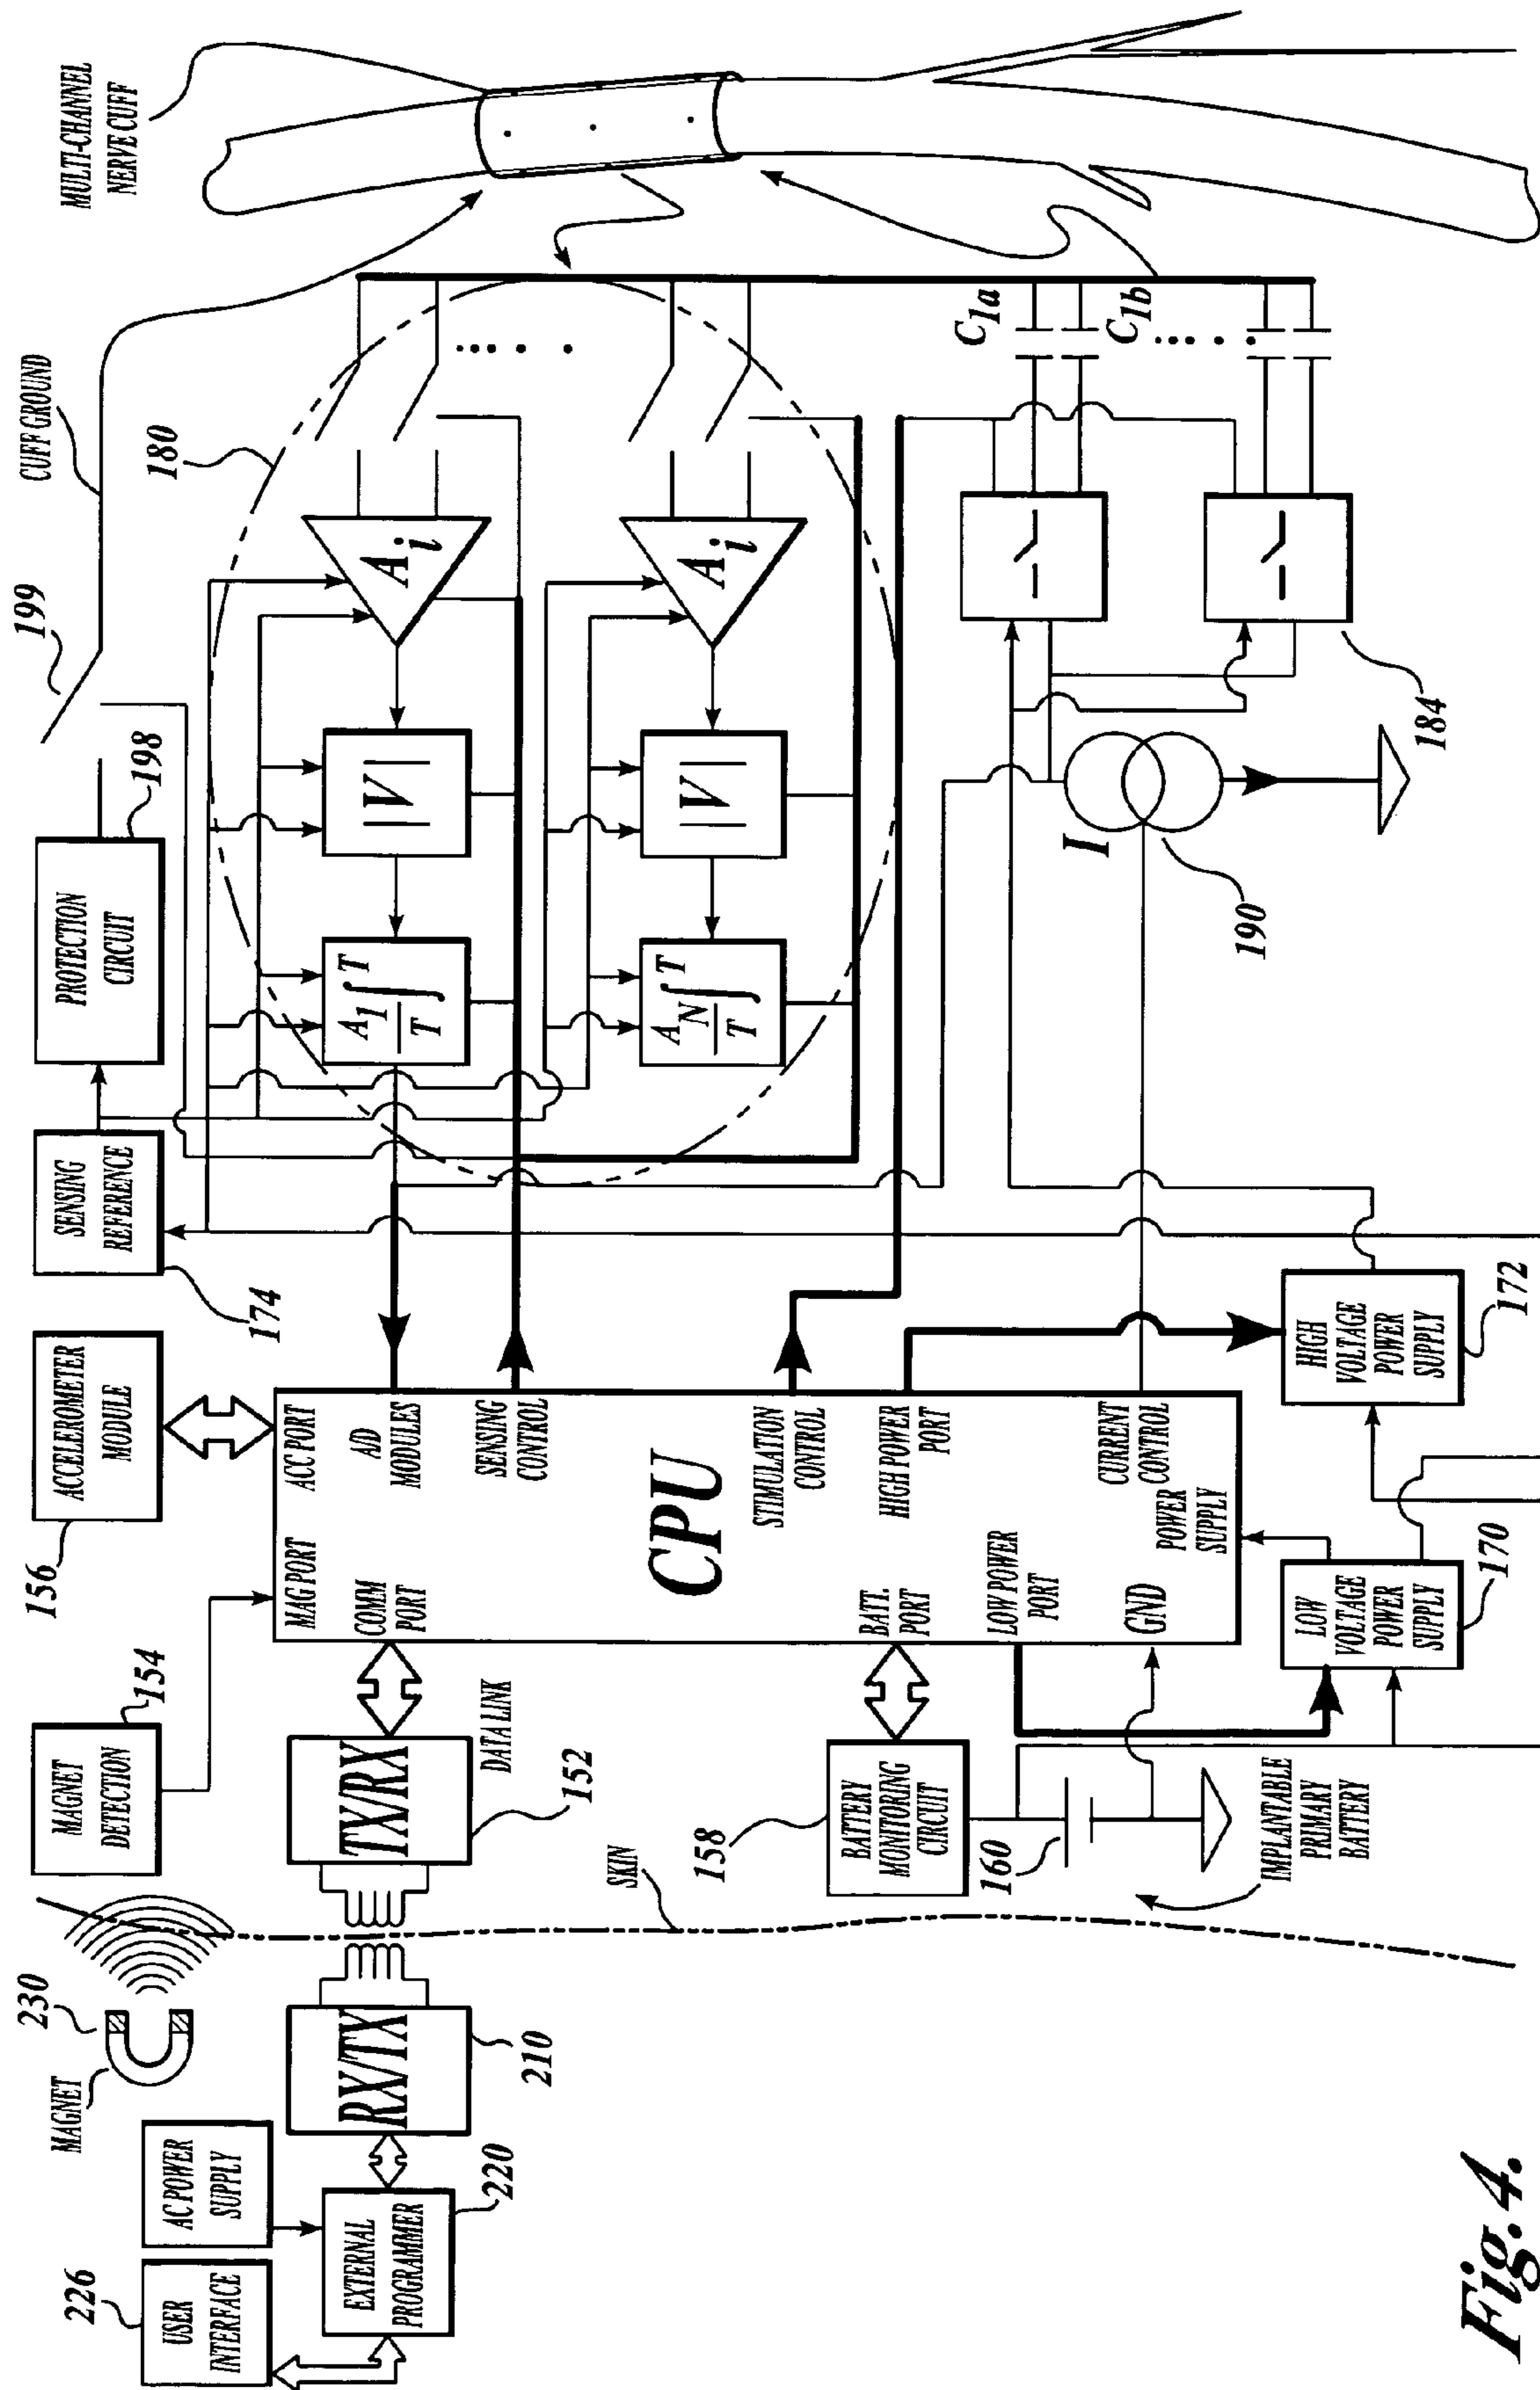 226
USER
INTERFACE
AC POWER
SUPPLY
EXTERNAL
PROGRAMMER
220
MAGNET
230
RX/TX
210
SKIN
MAGNET
DETECTION
154
TX/RX
DATA LINK
152
158
BATTERY
MONITORING
CIRCUIT
160
IMPLANTABLE
PRIMARY
BATTERY
156
ACCELEROMETER
MODULE
MAG PORT
ACC PORT
COMM
PORT
A/D
MODULES
SENSING
CONTROL
CPU
STIMULATION
CONTROL
BATT.
PORT
HIGH POWER
PORT
LOW POWER
PORT
CURRENT
CONTROL
GND
POWER
SUPPLY
LOW
VOLTAGE
POWER
SUPPLY
170
HIGH
VOLTAGE
POWER
SUPPLY
172
SENSING
REFERENCE
174
PROTECTION
CIRCUIT
198
199
CUFF GROUND
180
A1/T ∫T
|V|
Ai
AN/T ∫T
|V|
Ai
I
190
184
C1a
C1b
MULTI-CHANNEL
NERVE CUFF
Fig. 4.